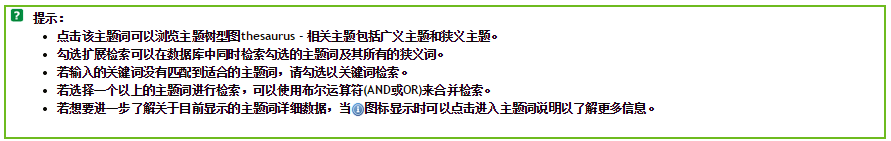 提示：
• 点击该主题词可以浏览主题树型图thesaurus - 相关主题包括广义主题和狭义主题。
• 勾选扩展检索可以在数据库中同时检索勾选的主题词及其所有的狭义词。
• 若输入的关键词没有匹配到适合的主题词，请勾选以关键词检索。
• 若选择一个以上的主题词进行检索，可以使用布尔运算符(AND或OR)来合并检索。
• 若想要进一步了解关于目前显示的主题词详细数据，当图标显示时可以点击进入主题词说明以了解更多信息。